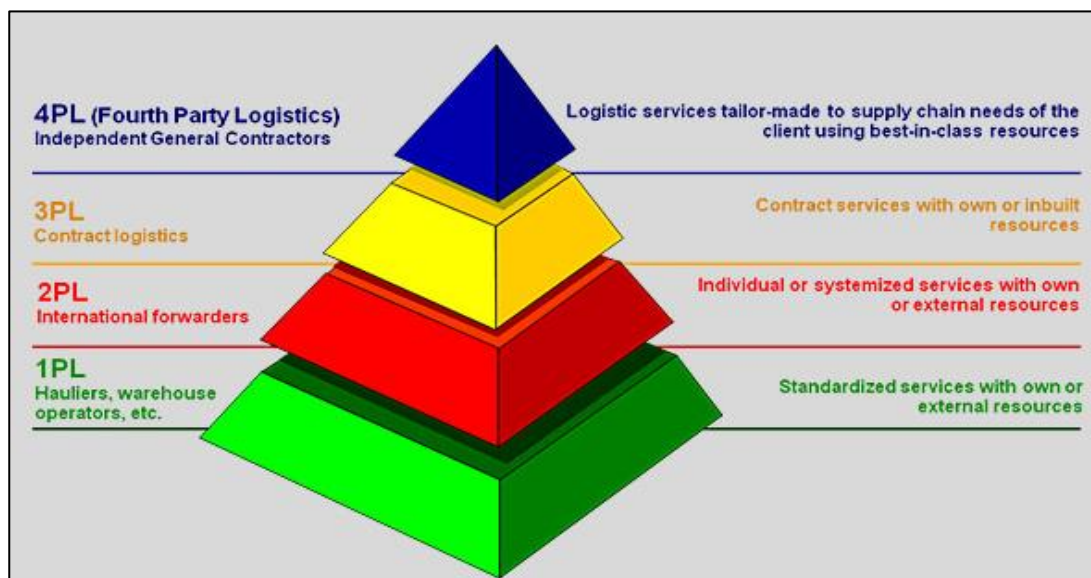 4PL (Fourth Party Logistics)
Independent General Contractors
Logistic services tailor-made to supply chain needs of the
client using best-in-class resources
3PL
Contract logistics
Contract services with own or inbuilt
resources
2PL
International forwarders
Individual or systemized services with own
or external resources
1PL
Hauliers, warehouse
operators, etc.
Standardized services with own or
external resources